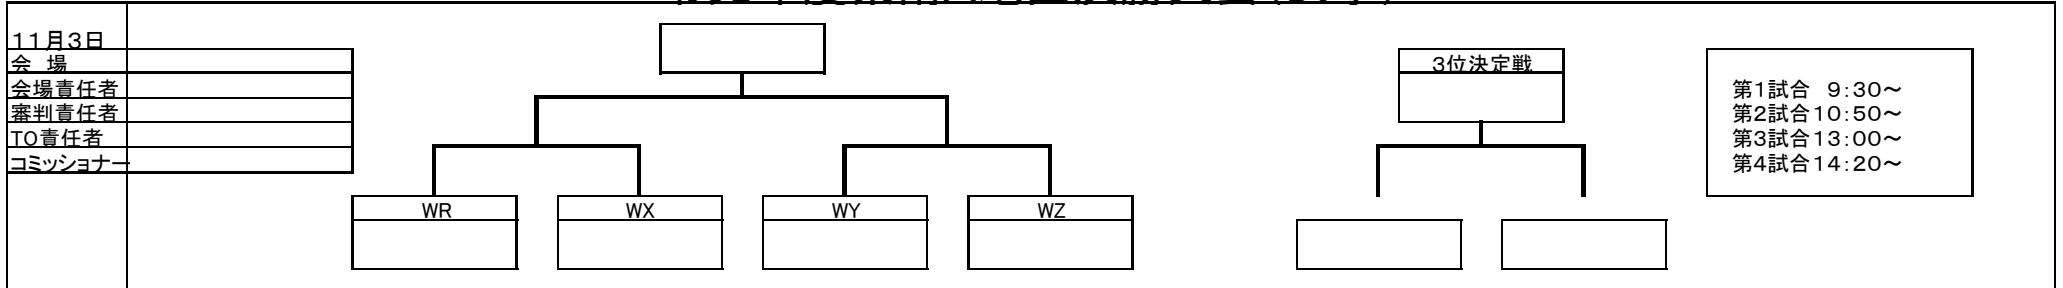 11月3日
会　場
会場責任者
審判責任者
TO責任者
コミッショナー
WR
WX
WY
WZ
3位決定戦
第1試合　9:30～
第2試合10:50～
第3試合13:00～
第4試合14:20～